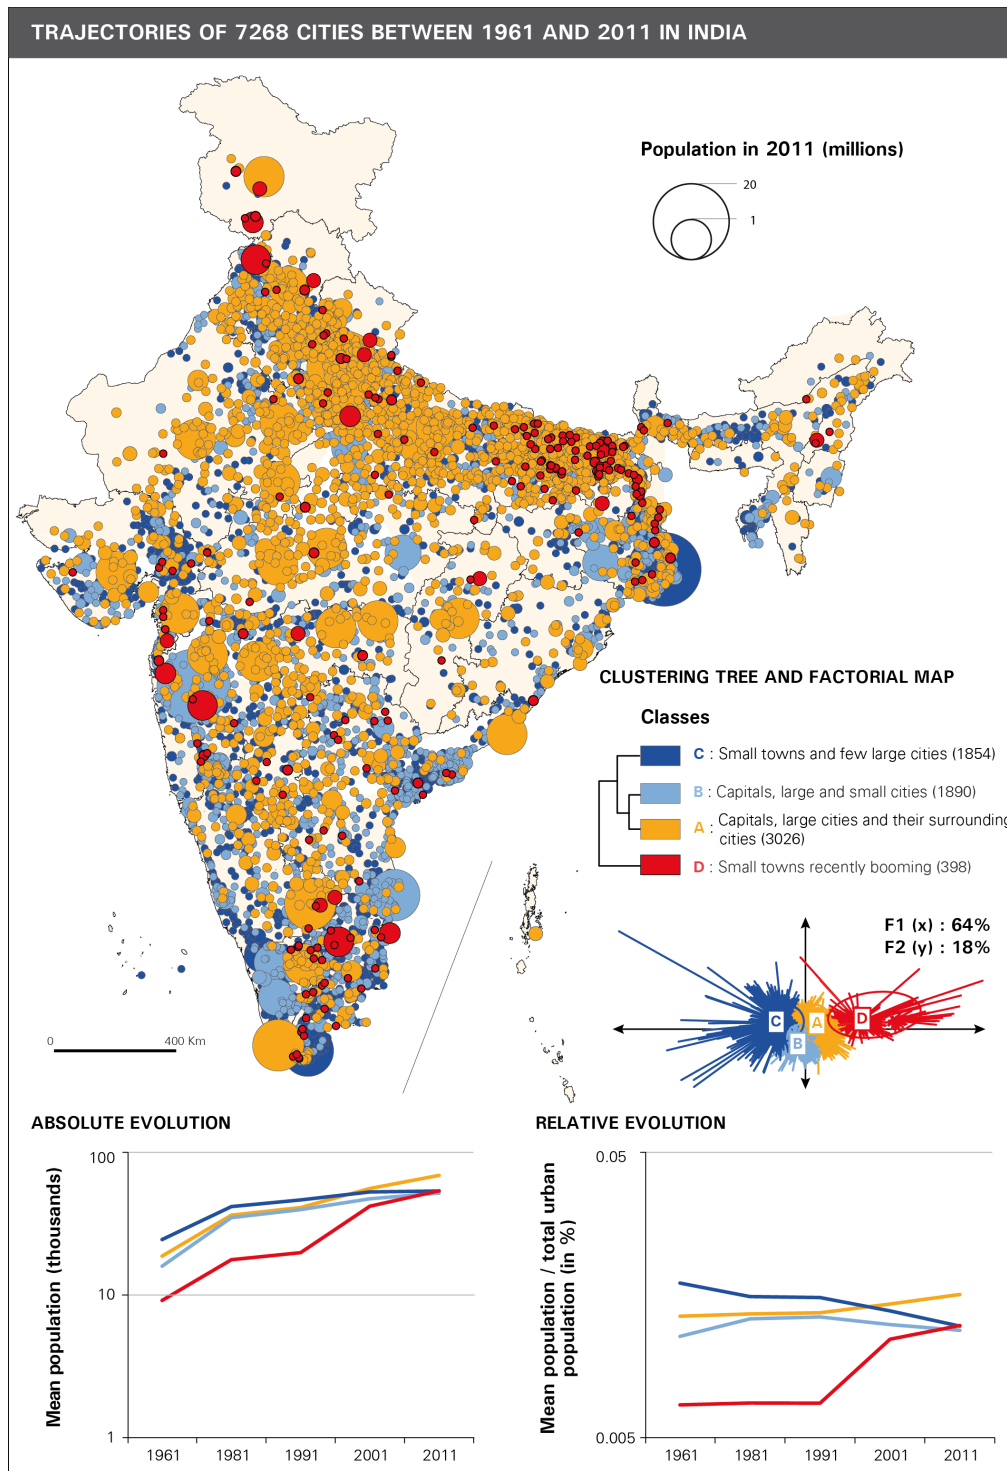 TRAJECTORIES OF 7268 CITIES BETWEEN 1961 AND 2011 IN INDIA
Population in 2011 (millions)
20
1
CLUSTERING TREE AND FACTORIAL MAP
Classes
C : Small towns and few large cities (1854)
B : Capitals, large and small cities (1890)
A : Capitals, large cities and their surrounding
cities (3026)
D : Small towns recently booming (398)
F1 (x) : 64%
F2 (y) : 18%
C
A
D
B
0 400 Km
ABSOLUTE EVOLUTION
Mean population (thousands)
100
10
1
1961 1981 1991 2001 2011
RELATIVE EVOLUTION
Mean population / total urban
population (in %)
0.05
0.005
1961 1981 1991 2001 2011